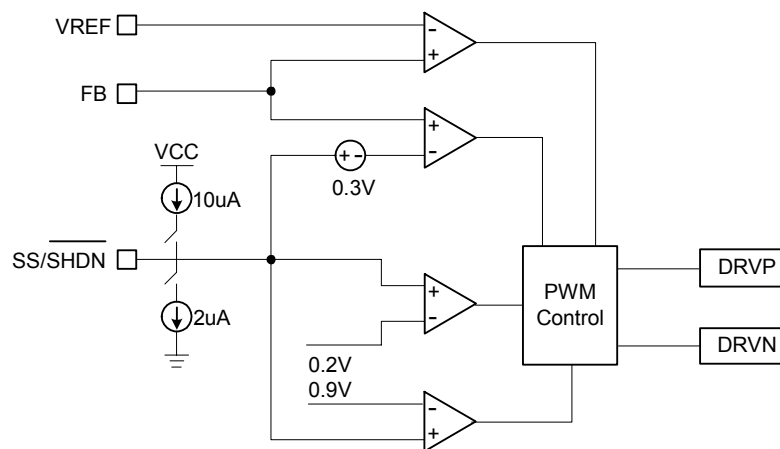 VREF
-
+
FB
+
-
VCC
+ -
0.3V
10uA
SS/SHDN
DRVP
+
PWM
Control
-
2uA
DRVN
0.2V
0.9V
-
+